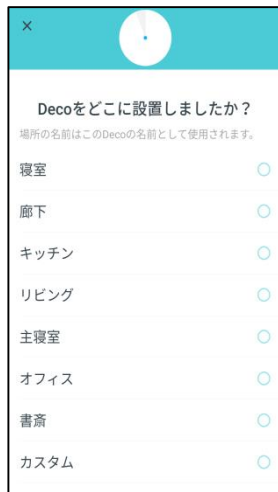 Decoをどこに設置しましたか？
場所の名前はこのDecoの名前として使用されます。
寝室
廊下
キッチン
リビング
主寝室
オフィス
書斎
カスタム